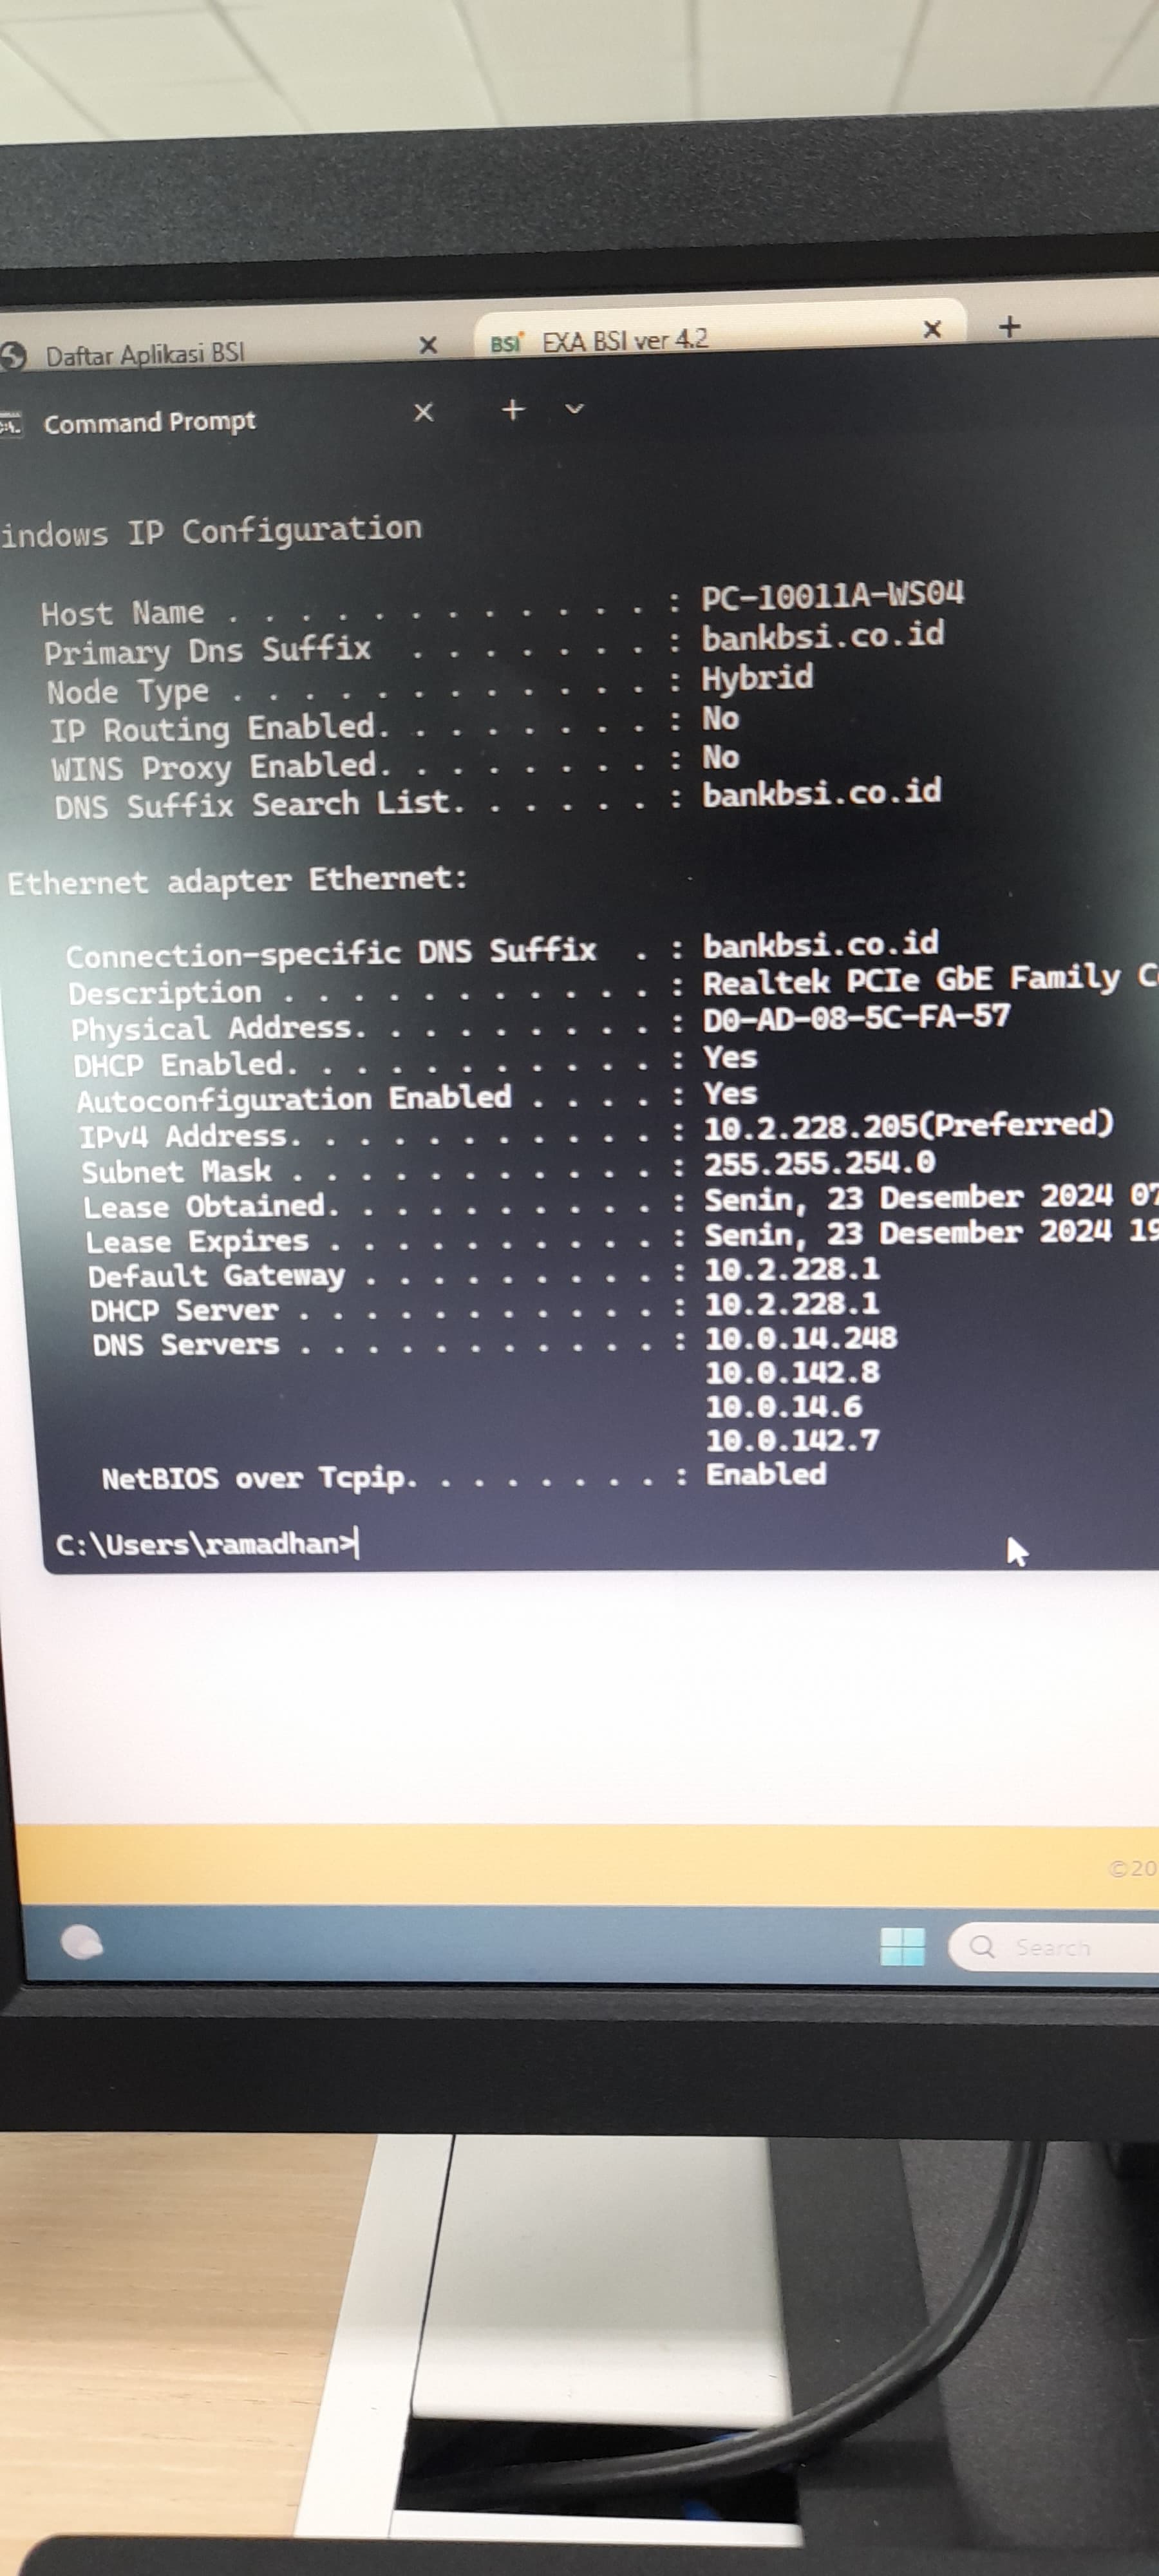 Daftar Aplikasi BSI
BSI EXA BSI ver 4.2
Command Prompt
indows IP Configuration
Host Name . . . . . . . . . . . . : PC-10011A-WS04
Primary Dns Suffix . . . . . . . : bankbsi.co.id
Node Type . . . . . . . . . . . . : Hybrid
IP Routing Enabled. . . . . . . . : No
WINS Proxy Enabled. . . . . . . . : No
DNS Suffix Search List. . . . . . : bankbsi.co.id
Ethernet adapter Ethernet:
Connection-specific DNS Suffix . : bankbsi.co.id
Description . . . . . . . . . . . : Realtek PCIe GbE Family C
Physical Address. . . . . . . . . : D0-AD-08-5C-FA-57
DHCP Enabled. . . . . . . . . . . : Yes
Autoconfiguration Enabled . . . . : Yes
IPv4 Address. . . . . . . . . . . : 10.2.228.205(Preferred)
Subnet Mask . . . . . . . . . . . : 255.255.254.0
Lease Obtained. . . . . . . . . . : Senin, 23 Desember 2024 07
Lease Expires . . . . . . . . . . : Senin, 23 Desember 2024 19
Default Gateway . . . . . . . . . : 10.2.228.1
DHCP Server . . . . . . . . . . . : 10.2.228.1
DNS Servers . . . . . . . . . . . : 10.0.14.248
10.0.142.8
10.0.14.6
10.0.142.7
NetBIOS over Tcpip. . . . . . . . : Enabled
C:\Users\ramadhan>
©20
Search